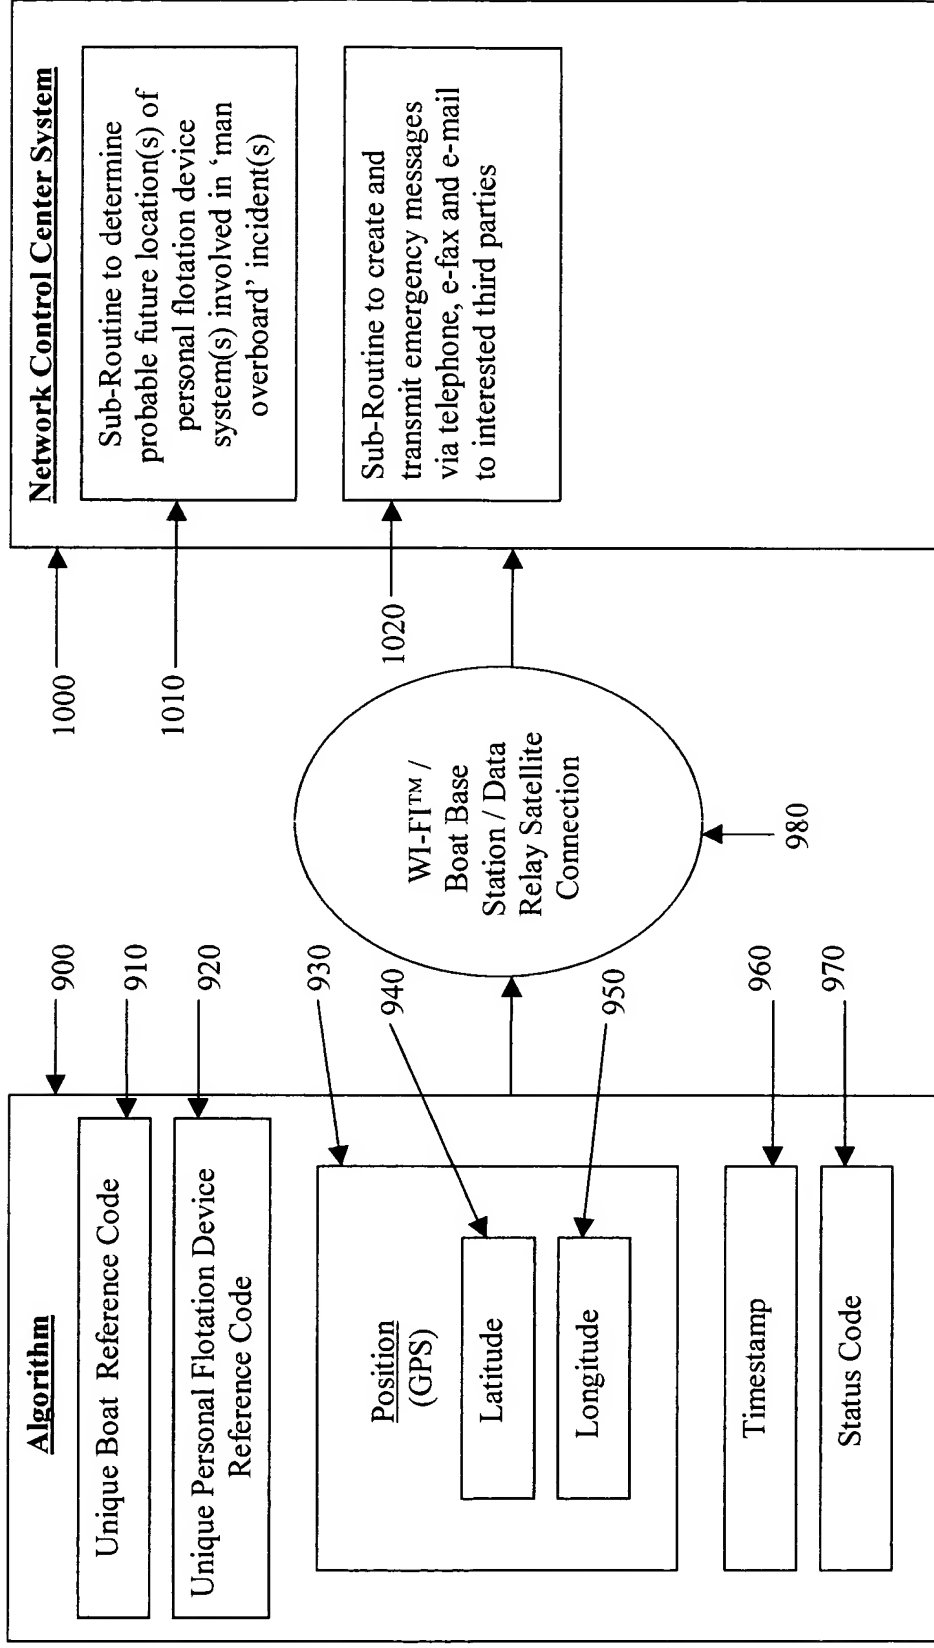 Algorithm
Unique Boat Reference Code
Unique Personal Flotation Device
Reference Code
Position
(GPS)
Latitude
Longitude
Timestamp
Status Code
900
910
920
930
940
950
960
970
WI-FI™ /
Boat Base
Station / Data
Relay Satellite
Connection
980
1000
1010
1020
Network Control Center System
Sub-Routine to determine
probable future location(s) of
personal flotation device
system(s) involved in ‘man
overboard’ incident(s)
Sub-Routine to create and
transmit emergency messages
via telephone, e-fax and e-mail
to interested third parties